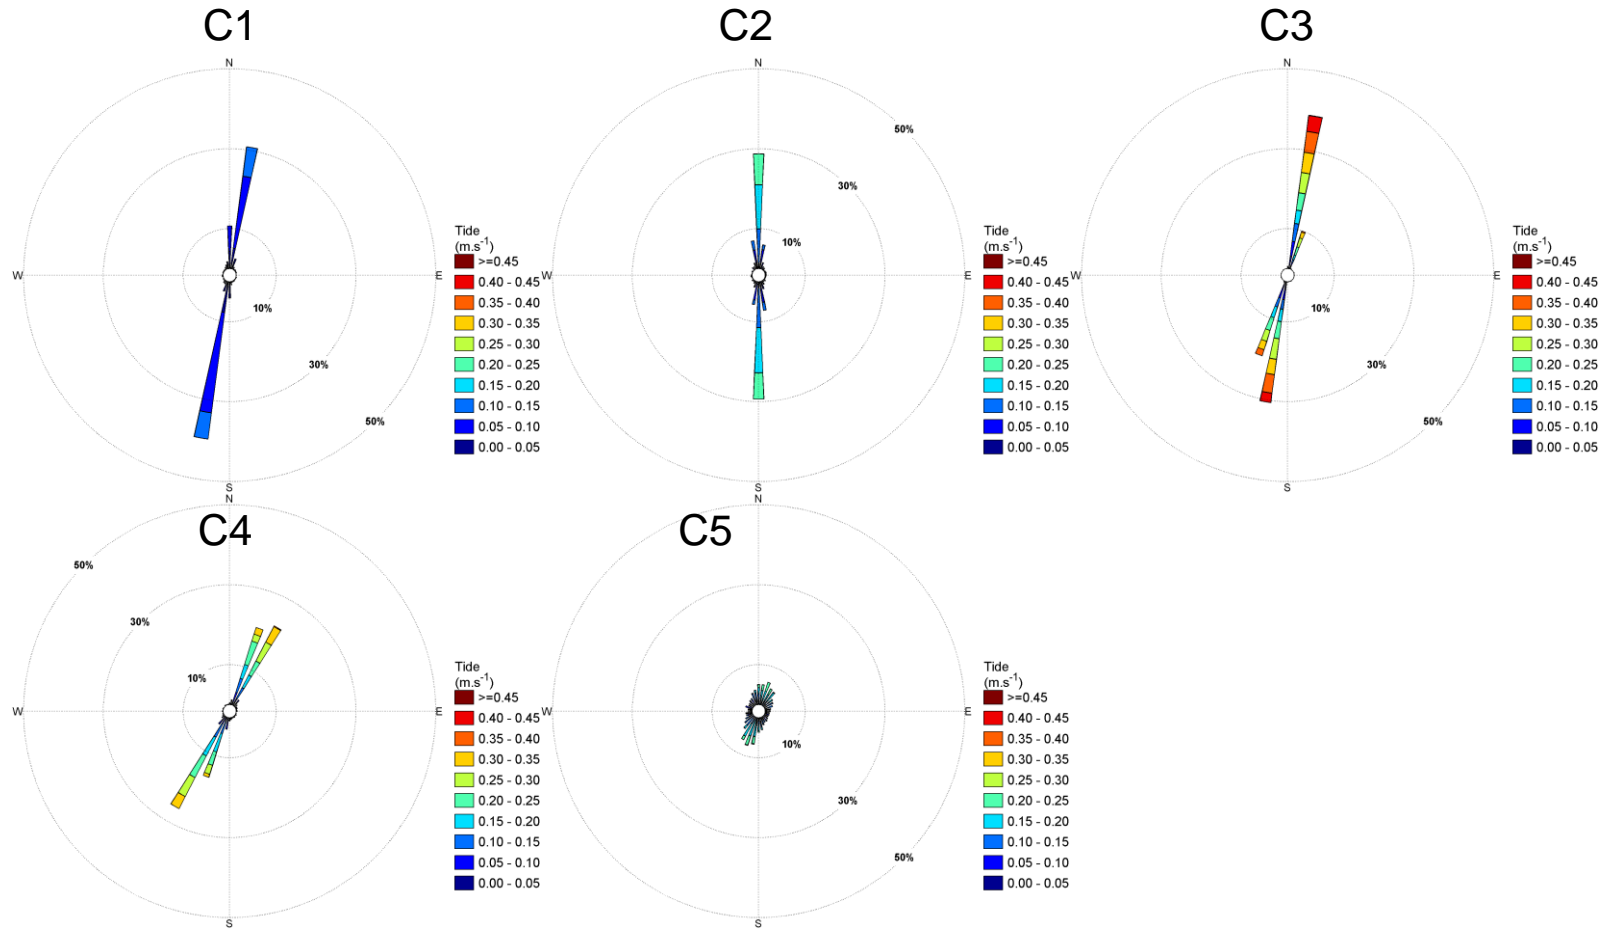 C1
N
W
E
S
10%
30%
50%
Tide
(m.s⁻¹)
>=0.45
0.40 - 0.45
0.35 - 0.40
0.30 - 0.35
0.25 - 0.30
0.20 - 0.25
0.15 - 0.20
0.10 - 0.15
0.05 - 0.10
0.00 - 0.05
C2
N
50%
30%
10%
W
E
S
Tide
(m.s⁻¹)
>=0.45
0.40 - 0.45
0.35 - 0.40
0.30 - 0.35
0.25 - 0.30
0.20 - 0.25
0.15 - 0.20
0.10 - 0.15
0.05 - 0.10
0.00 - 0.05
C3
N
W
E
10%
30%
50%
S
Tide
(m.s⁻¹)
>=0.45
0.40 - 0.45
0.35 - 0.40
0.30 - 0.35
0.25 - 0.30
0.20 - 0.25
0.15 - 0.20
0.10 - 0.15
0.05 - 0.10
0.00 - 0.05
N
C4
50%
30%
10%
W
E
S
Tide
(m.s⁻¹)
>=0.45
0.40 - 0.45
0.35 - 0.40
0.30 - 0.35
0.25 - 0.30
0.20 - 0.25
0.15 - 0.20
0.10 - 0.15
0.05 - 0.10
0.00 - 0.05
N
C5
W
E
10%
30%
50%
S
Tide
(m.s⁻¹)
>=0.45
0.40 - 0.45
0.35 - 0.40
0.30 - 0.35
0.25 - 0.30
0.20 - 0.25
0.15 - 0.20
0.10 - 0.15
0.05 - 0.10
0.00 - 0.05